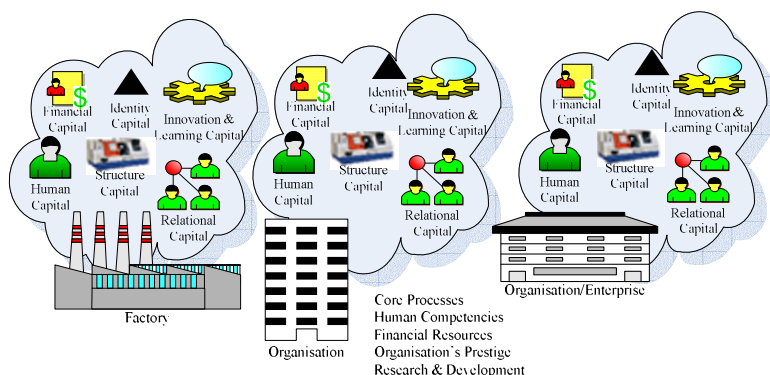 Financial
Capital
Identity
Capital
Innovation &
Learning Capital
Human
Capital
Structure
Capital
Relational
Capital
Factory
Financial
Capital
Identity
Capital
Innovation &
Learning Capital
Human
Capital
Structure
Capital
Relational
Capital
Organisation
Core Processes
Human Competencies
Financial Resources
Organisation`s Prestige
Research & Development
Financial
Capital
Identity
Capital
Innovation &
Learning Capital
Human
Capital
Structure
Capital
Relational
Capital
Organisation/Enterprise